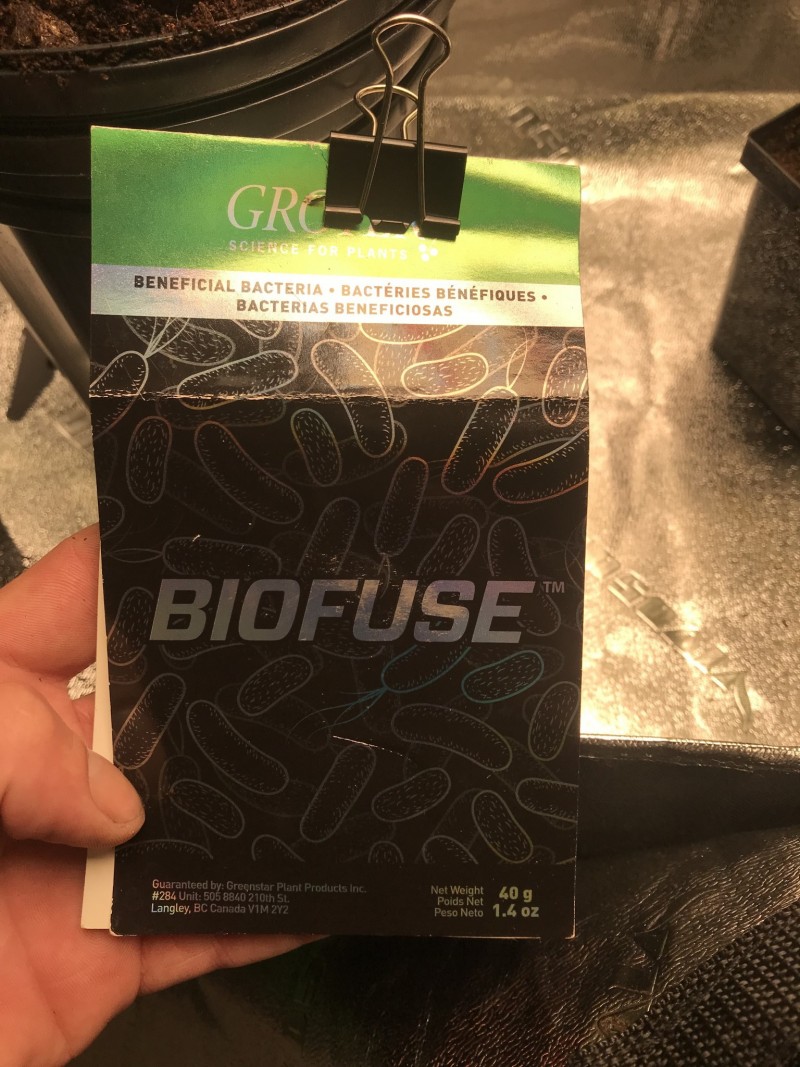 SCIENCE FOR PLANTS
BENEFICIAL BACTERIA • BACTÉRIES BÉNÉFIQUES •
BACTERIAS BENEFICIOSAS
BIOFUSE™
Guaranteed by: Greenstar Plant Products Inc.
#284 Unit: 505 8840 210th St.
Langley, BC Canada V1M 2Y2
Net Weight
Poids Net
Peso Neto
40 g
1.4 oz